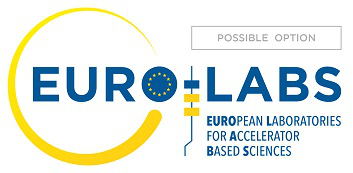 POSSIBLE OPTION
EURO-LABS
EUROPEAN LABORATORIES
FOR ACCELERATOR
BASED SCIENCES